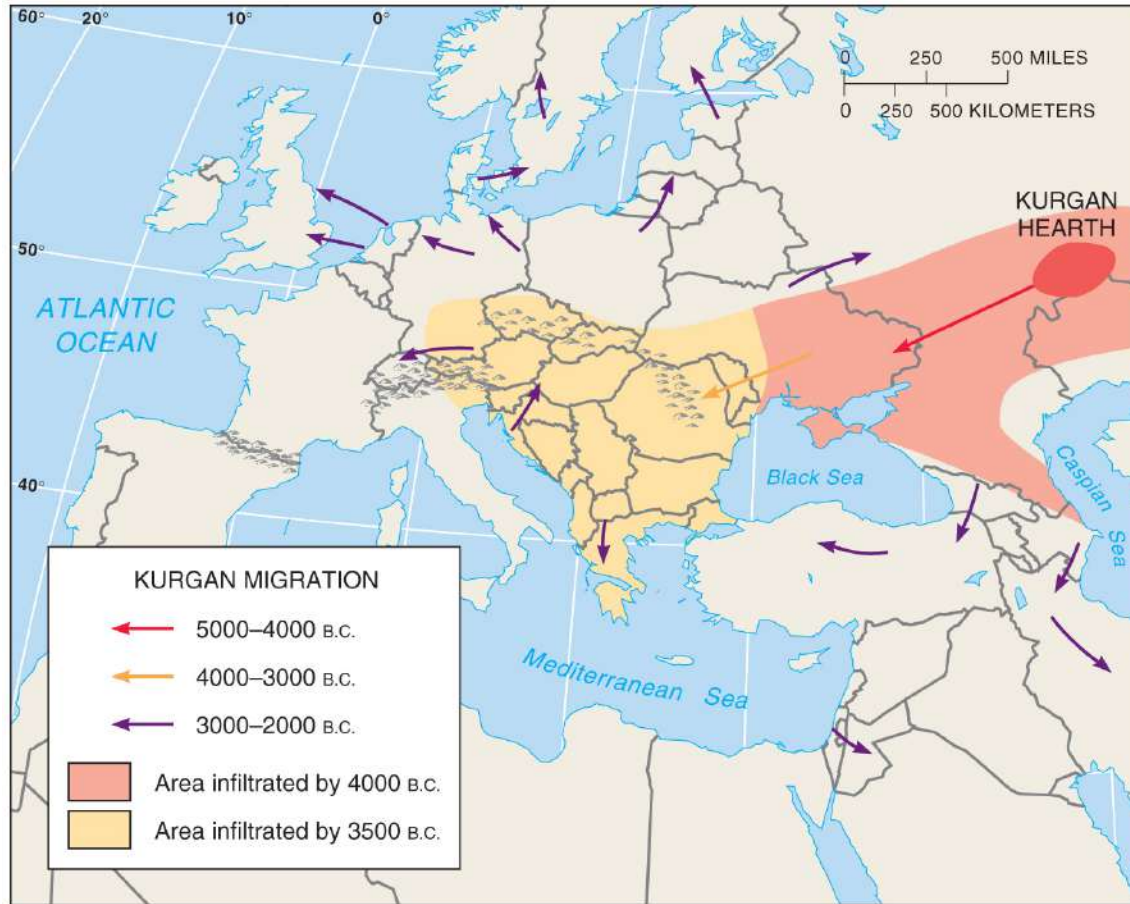 60°
20°
10°
0°
0 250 500 MILES
0 250 500 KILOMETERS
KURGAN
HEARTH
50°
ATLANTIC
OCEAN
40°
Black Sea
Caspian
Sea
Mediterranean Sea
KURGAN MIGRATION
5000–4000 B.C.
4000–3000 B.C.
3000–2000 B.C.
Area infiltrated by 4000 B.C.
Area infiltrated by 3500 B.C.